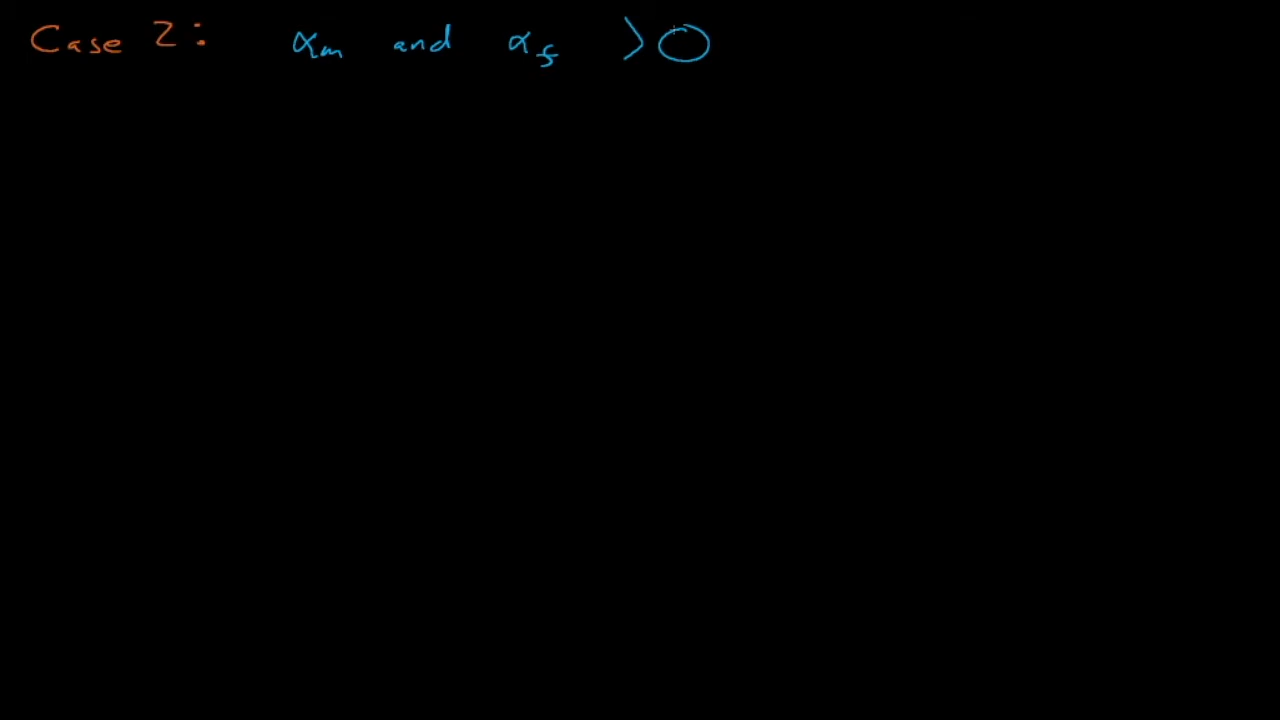 Case 2: αm and αf > 0